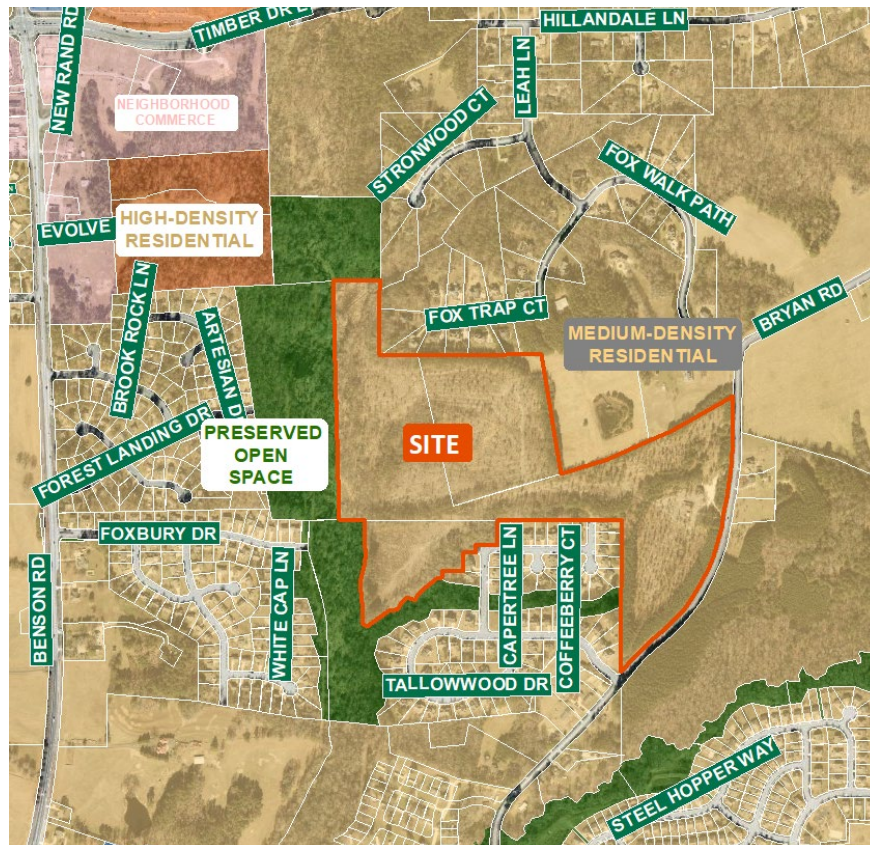 TIMBER DR E
HILLANDALE LN
NEW RAND RD
NEIGHBORHOOD
COMMERCE
LEAH LN
STRONWOOD CT
FOX WALK PATH
HIGH-DENSITY
RESIDENTIAL
EVOLVE
BROOK ROCK LN
ARTESIAN D
FOX TRAP CT
MEDIUM-DENSITY
RESIDENTIAL
BRYAN RD
FOREST LANDING DR
PRESERVED
OPEN
SPACE
SITE
FOXBURY DR
WHITE CAP LN
BENSON RD
CAPERTREE LN
COFFEEBERRY CT
TALLOWWOOD DR
STEEL HOPPER WAY